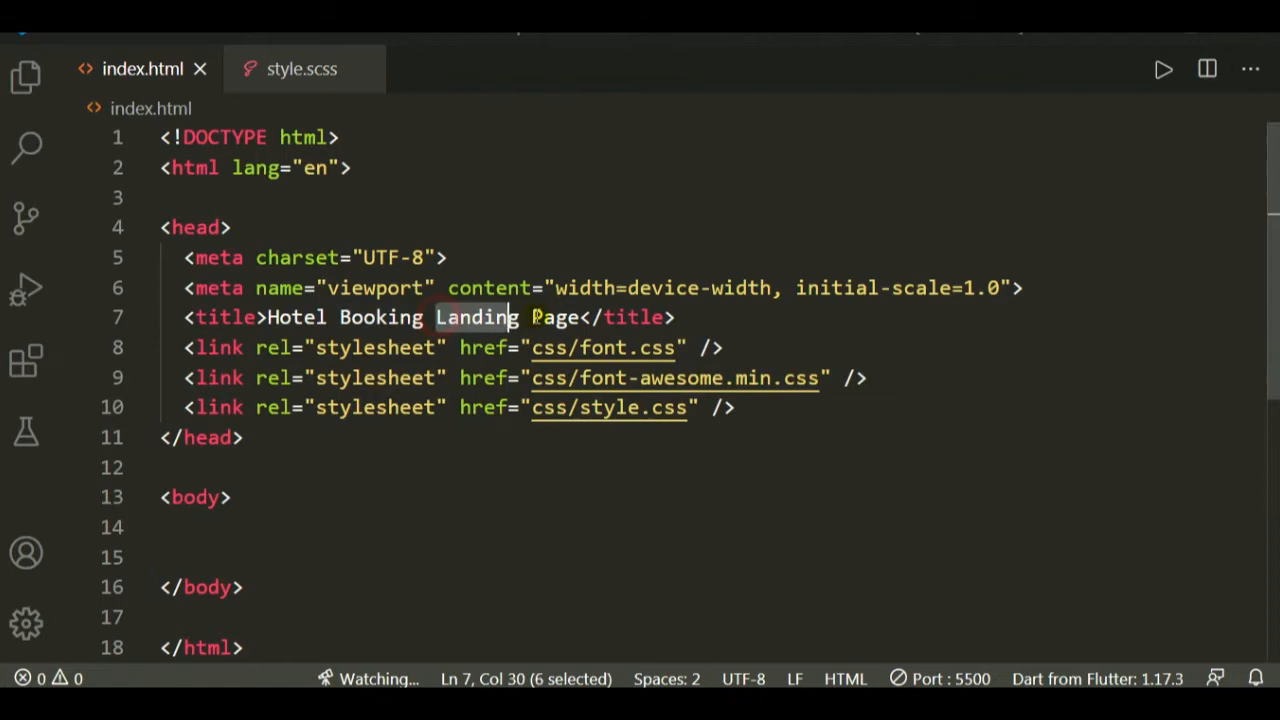 index.html
style.scss
index.html
1 <!DOCTYPE html>
2 <html lang="en">
3
4 <head>
5 <meta charset="UTF-8">
6 <meta name="viewport" content="width=device-width, initial-scale=1.0">
7 <title>Hotel Booking Landing Page</title>
8 <link rel="stylesheet" href="css/font.css" />
9 <link rel="stylesheet" href="css/font-awesome.min.css" />
10 <link rel="stylesheet" href="css/style.css" />
11 </head>
12
13 <body>
14
15
16 </body>
17
18 </html>
0 0 Watching... Ln 7, Col 30 (6 selected) Spaces: 2 UTF-8 LF HTML Port : 5500 Dart from Flutter: 1.17.3